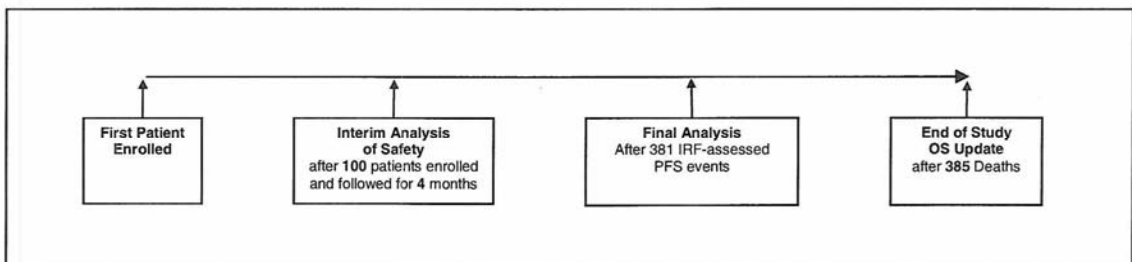 First Patient
Enrolled
Interim Analysis
of Safety
after 100 patients enrolled
and followed for 4 months
Final Analysis
After 381 IRF-assessed
PFS events
End of Study
OS Update
after 385 Deaths